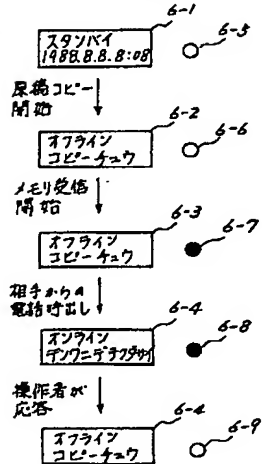 6-1
スタンバイ
1988.8.8.8:08
6-5
原稿コピー
開始
6-2
オフライン
コピーチュウ
6-6
メモリ受信
開始
6-3
オフライン
コピーチュウ
6-7
相手からの
電話呼出し
6-4
オンライン
デンワニデテクダサイ
6-8
操作者が
応答
6-4
オフライン
コピーチュウ
6-9